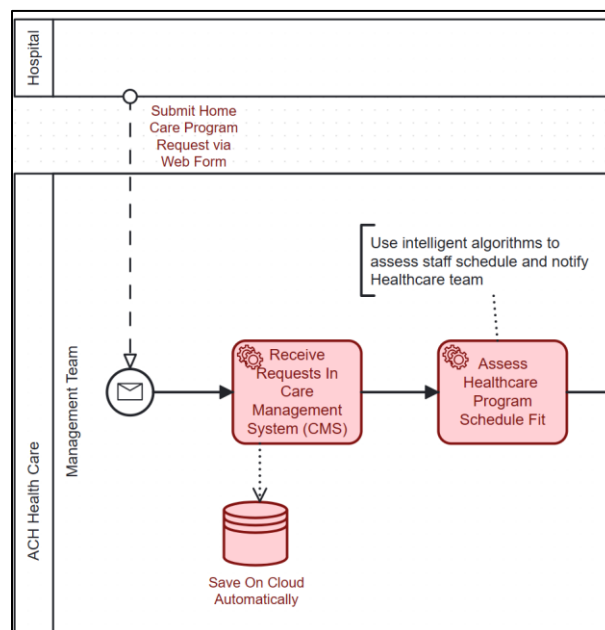 Hospital
Submit Home
Care Program
Request via
Web Form
ACH Health Care
Management Team
Use intelligent algorithms to
assess staff schedule and notify
Healthcare team
Receive
Requests In
Care
Management
System (CMS)
Assess
Healthcare
Program
Schedule Fit
Save On Cloud
Automatically